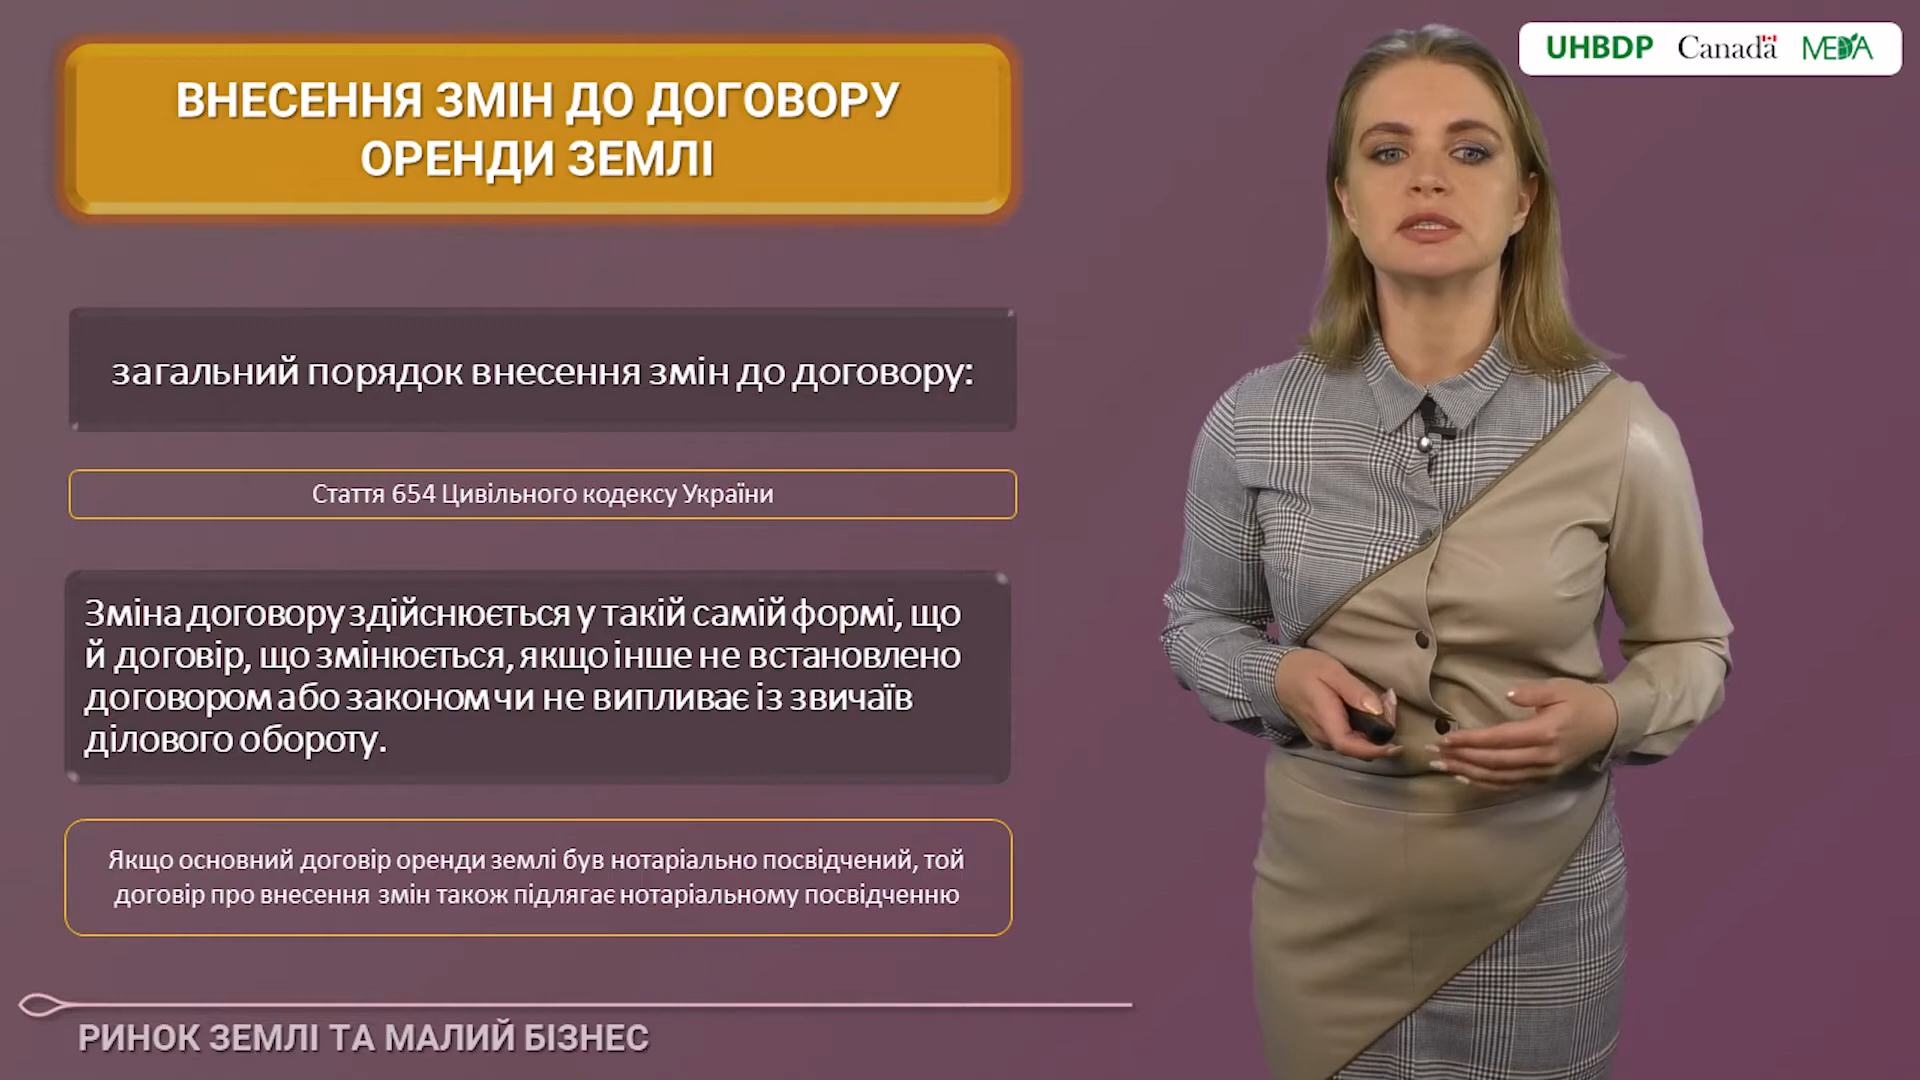 UHBDP Canada MEDA
ВНЕСЕННЯ ЗМІН ДО ДОГОВОРУ
ОРЕНДИ ЗЕМЛІ
загальний порядок внесення змін до договору:
Стаття 654 Цивільного кодексу України
Зміна договору здійснюється у такій самій формі, що
й договір, що змінюється, якщо інше не встановлено
договором або законом чи не випливає із звичаїв
ділового обороту.
Якщо основний договір оренди землі був нотаріально посвідчений, той
договір про внесення змін також підлягає нотаріальному посвідченню
РИНОК ЗЕМЛІ ТА МАЛИЙ БІЗНЕС